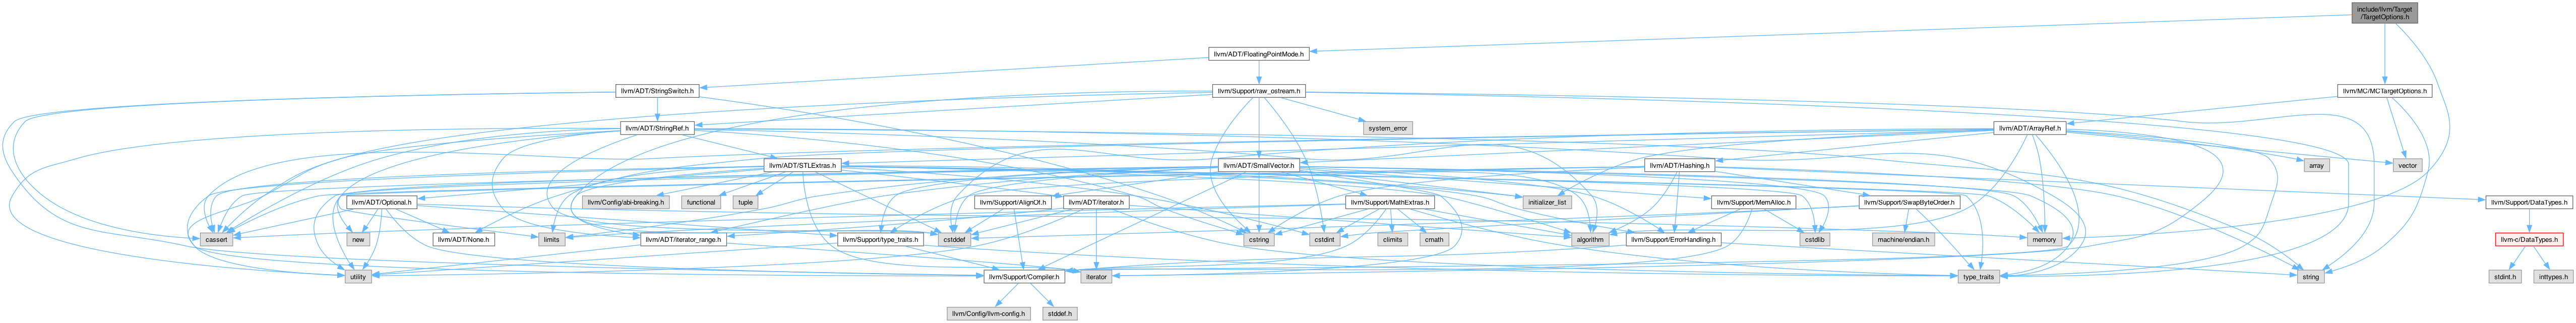 include/llvm/Target
/TargetOptions.h
llvm/ADT/FloatingPointMode.h
llvm/ADT/StringSwitch.h
llvm/Support/raw_ostream.h
llvm/MC/MCTargetOptions.h
llvm/ADT/StringRef.h
system_error
llvm/ADT/ArrayRef.h
llvm/ADT/STLExtras.h
llvm/ADT/SmallVector.h
llvm/ADT/Hashing.h
array
vector
llvm/ADT/Optional.h
llvm/Config/abi-breaking.h
functional
tuple
llvm/Support/AlignOf.h
llvm/ADT/iterator.h
llvm/Support/MathExtras.h
initializer_list
llvm/Support/MemAlloc.h
llvm/Support/SwapByteOrder.h
llvm/Support/DataTypes.h
cassert
new
llvm/ADT/None.h
limits
llvm/ADT/iterator_range.h
llvm/Support/type_traits.h
cstddef
cstring
cstdint
climits
cmath
algorithm
llvm/Support/ErrorHandling.h
cstdlib
machine/endian.h
memory
llvm-c/DataTypes.h
utility
llvm/Support/Compiler.h
iterator
type_traits
string
stdint.h
inttypes.h
llvm/Config/llvm-config.h
stddef.h